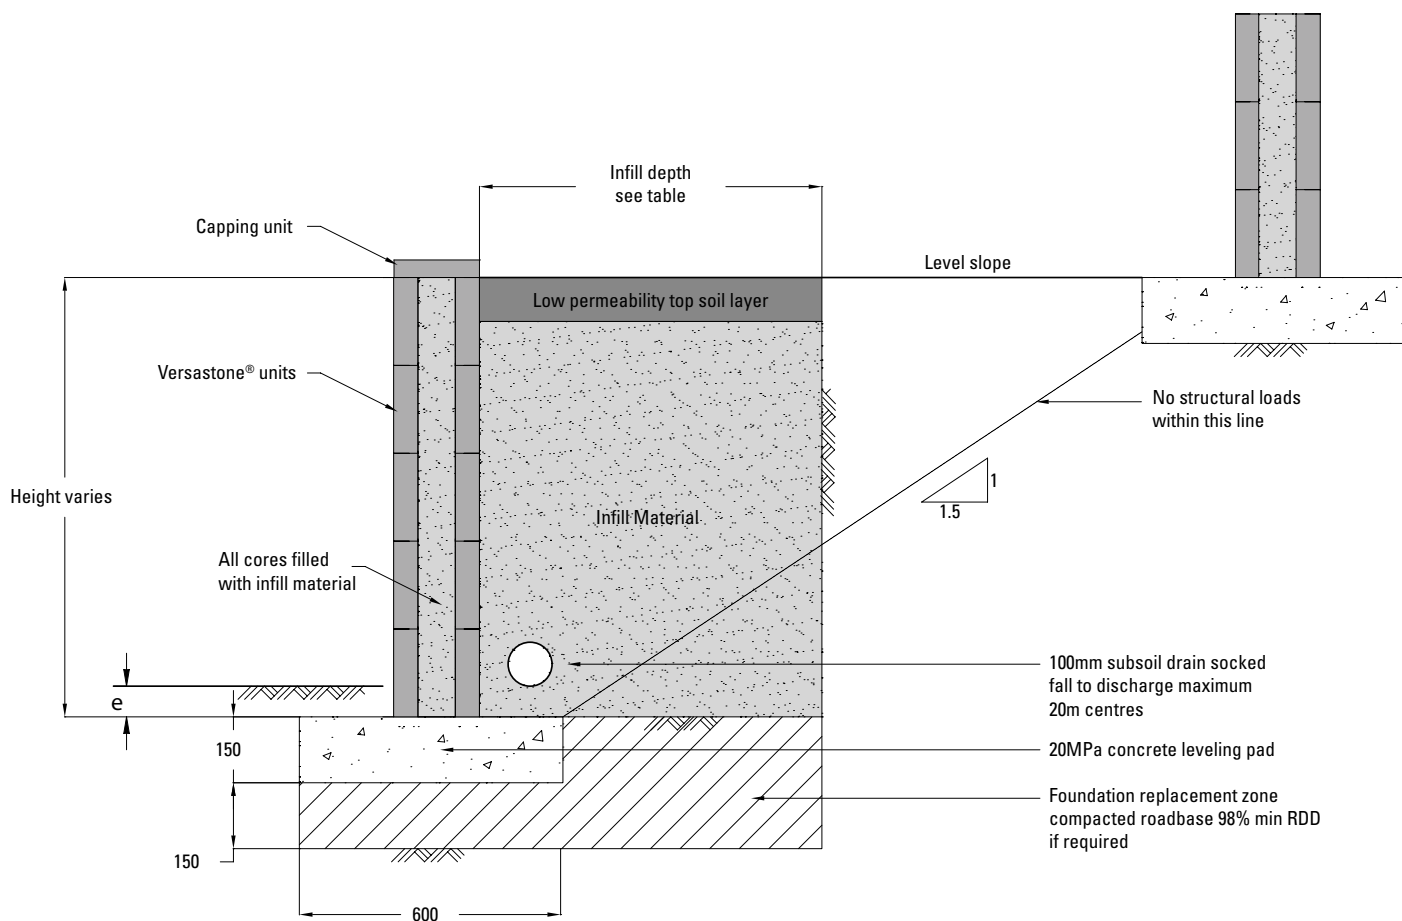 Infill depth
see table
Capping unit
Level slope
Low permeability top soil layer
Versastone® units
No structural loads
within this line
1
1.5
Height varies
Infill Material
All cores filled
with infill material
100mm subsoil drain socked
fall to discharge maximum
20m centres
e
150
20MPa concrete leveling pad
Foundation replacement zone
compacted roadbase 98% min RDD
if required
150
600